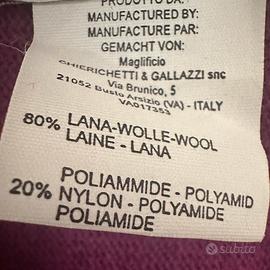 PRODOTTO DA:
MANUFACTURED BY:
MANUFACTURE PAR:
GEMACHT VON:
Maglificio
CHIERICHETTI & GALLAZZI snc
Via Brunico, 5
21052 Busto Arsizio (VA) - ITALY
VA017353
80% LANA-WOLLE-WOOL
LAINE - LANA
20% POLIAMMIDE - POLYAMID
NYLON - POLYAMIDE
POLIAMIDE
subito